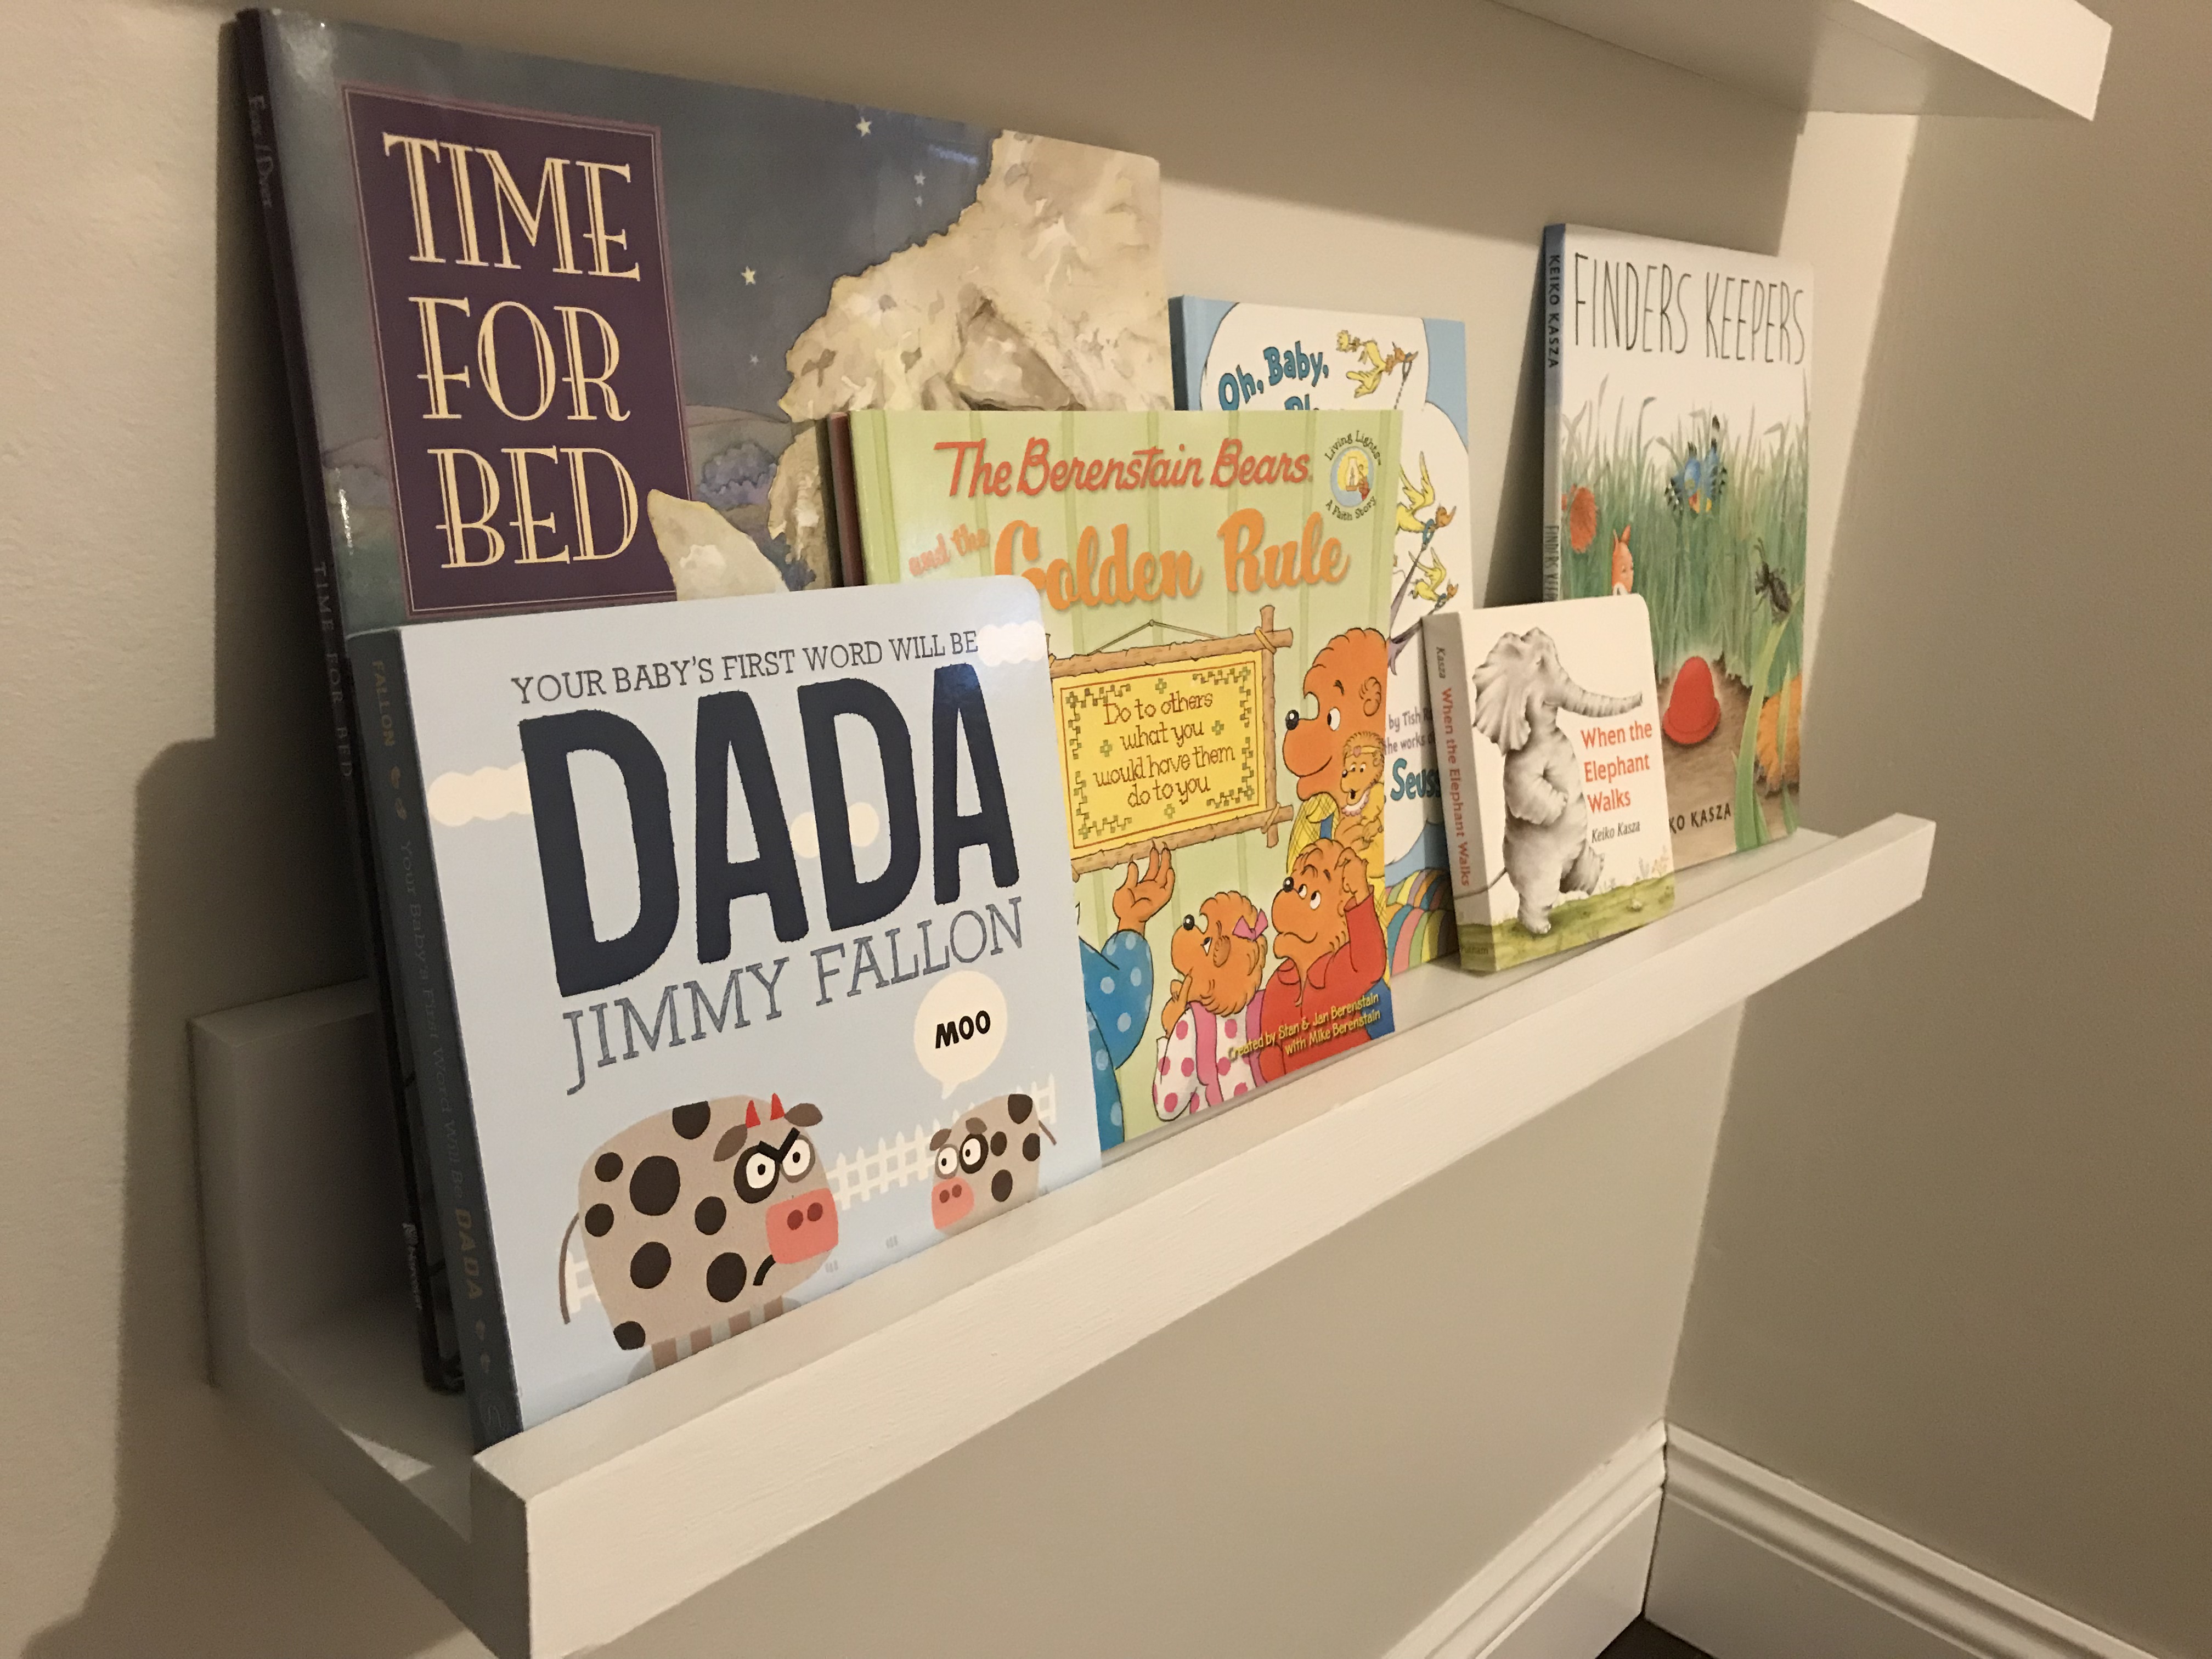 TIME
FOR
BED
TIME FOR BED
YOUR BABY'S FIRST WORD WILL BE
DADA
JIMMY FALLON
MOO
FALLON
Your Baby's First Word Will Be DADA
The Berenstain Bears
and the
Golden Rule
Living Lights™
A Faith Story
Do to others
what you
would have them
do to you
Created by Stan & Jan Berenstain
with Mike Berenstain
Oh, Baby,
by Tish
the works
Seuss
Kasza When the Elephant Walks
When the
Elephant
Walks
Keiko Kasza
KEIKO KASZA
FINDERS KEEPERS
KO KASZA